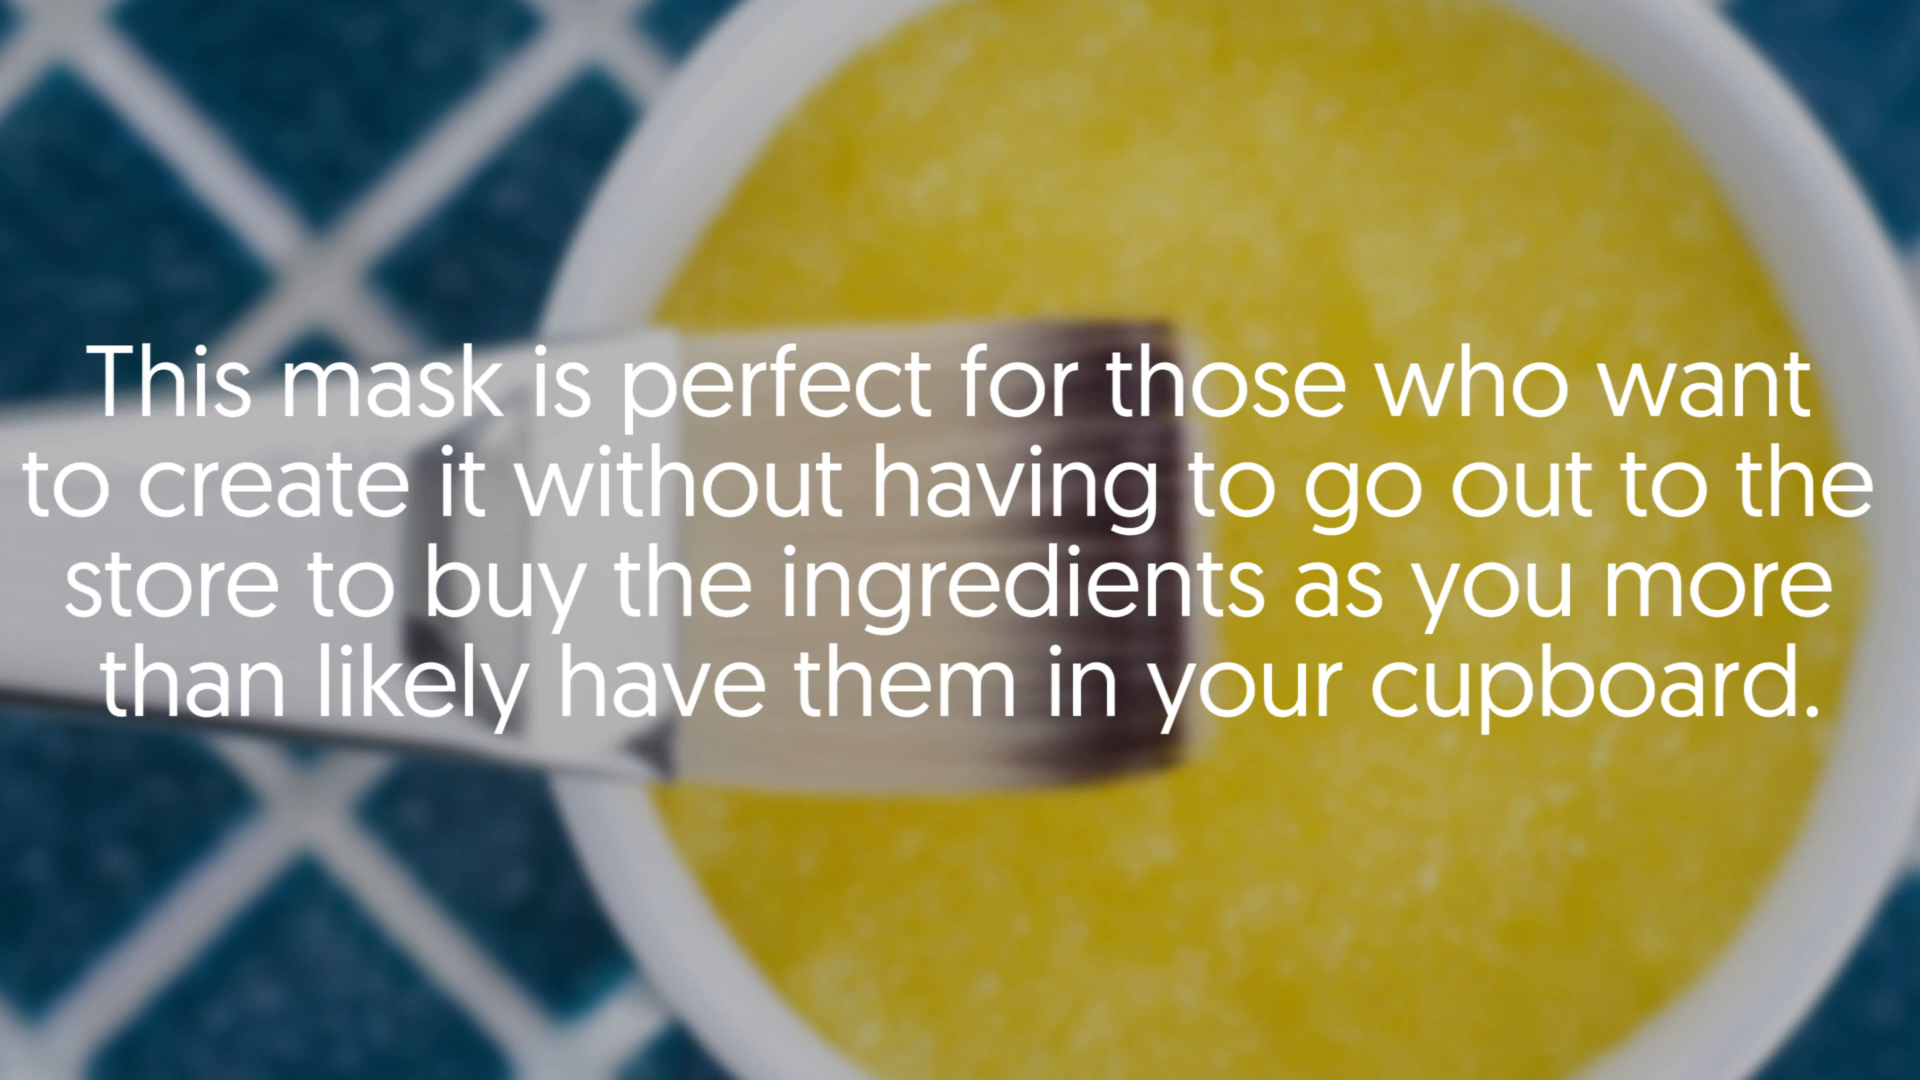 This mask is perfect for those who want
to create it without having to go out to the
store to buy the ingredients as you more
than likely have them in your cupboard.